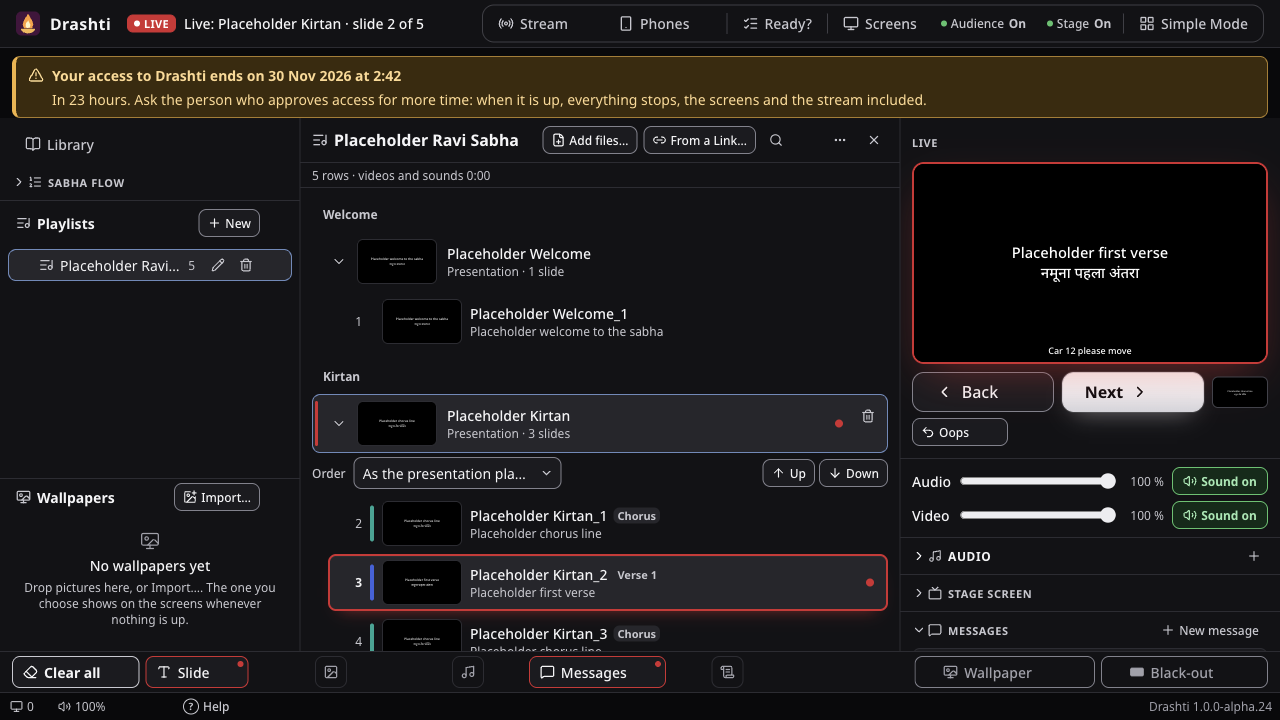 Drashti
LIVE
Live: Placeholder Kirtan · slide 2 of 5
Stream
Phones
Ready?
Screens
Audience On
Stage On
Simple Mode
Your access to Drashti ends on 30 Nov 2026 at 2:42
In 23 hours. Ask the person who approves access for more time: when it is up, everything stops, the screens and the stream included.
Library
SABHA FLOW
Playlists
New
Placeholder Ravi... 5
Wallpapers
Import...
No wallpapers yet
Drop pictures here, or Import.... The one you
choose shows on the screens whenever
nothing is up.
Placeholder Ravi Sabha
Add files...
From a Link...
5 rows · videos and sounds 0:00
Welcome
Placeholder Welcome
Presentation · 1 slide
1
Placeholder Welcome_1
Placeholder welcome to the sabha
Kirtan
Placeholder Kirtan
Presentation · 3 slides
Order
As the presentation pla...
Up
Down
2
Placeholder Kirtan_1 Chorus
Placeholder chorus line
3
Placeholder Kirtan_2 Verse 1
Placeholder first verse
4
Placeholder Kirtan_3 Chorus
Placeholder chorus line
LIVE
Placeholder first verse
नमूना पहला अंतरा
Car 12 please move
Back
Next
Oops
Audio 100 % Sound on
Video 100 % Sound on
AUDIO
STAGE SCREEN
MESSAGES
New message
Clear all
Slide
Messages
Wallpaper
Black-out
0
100%
Help
Drashti 1.0.0-alpha.24